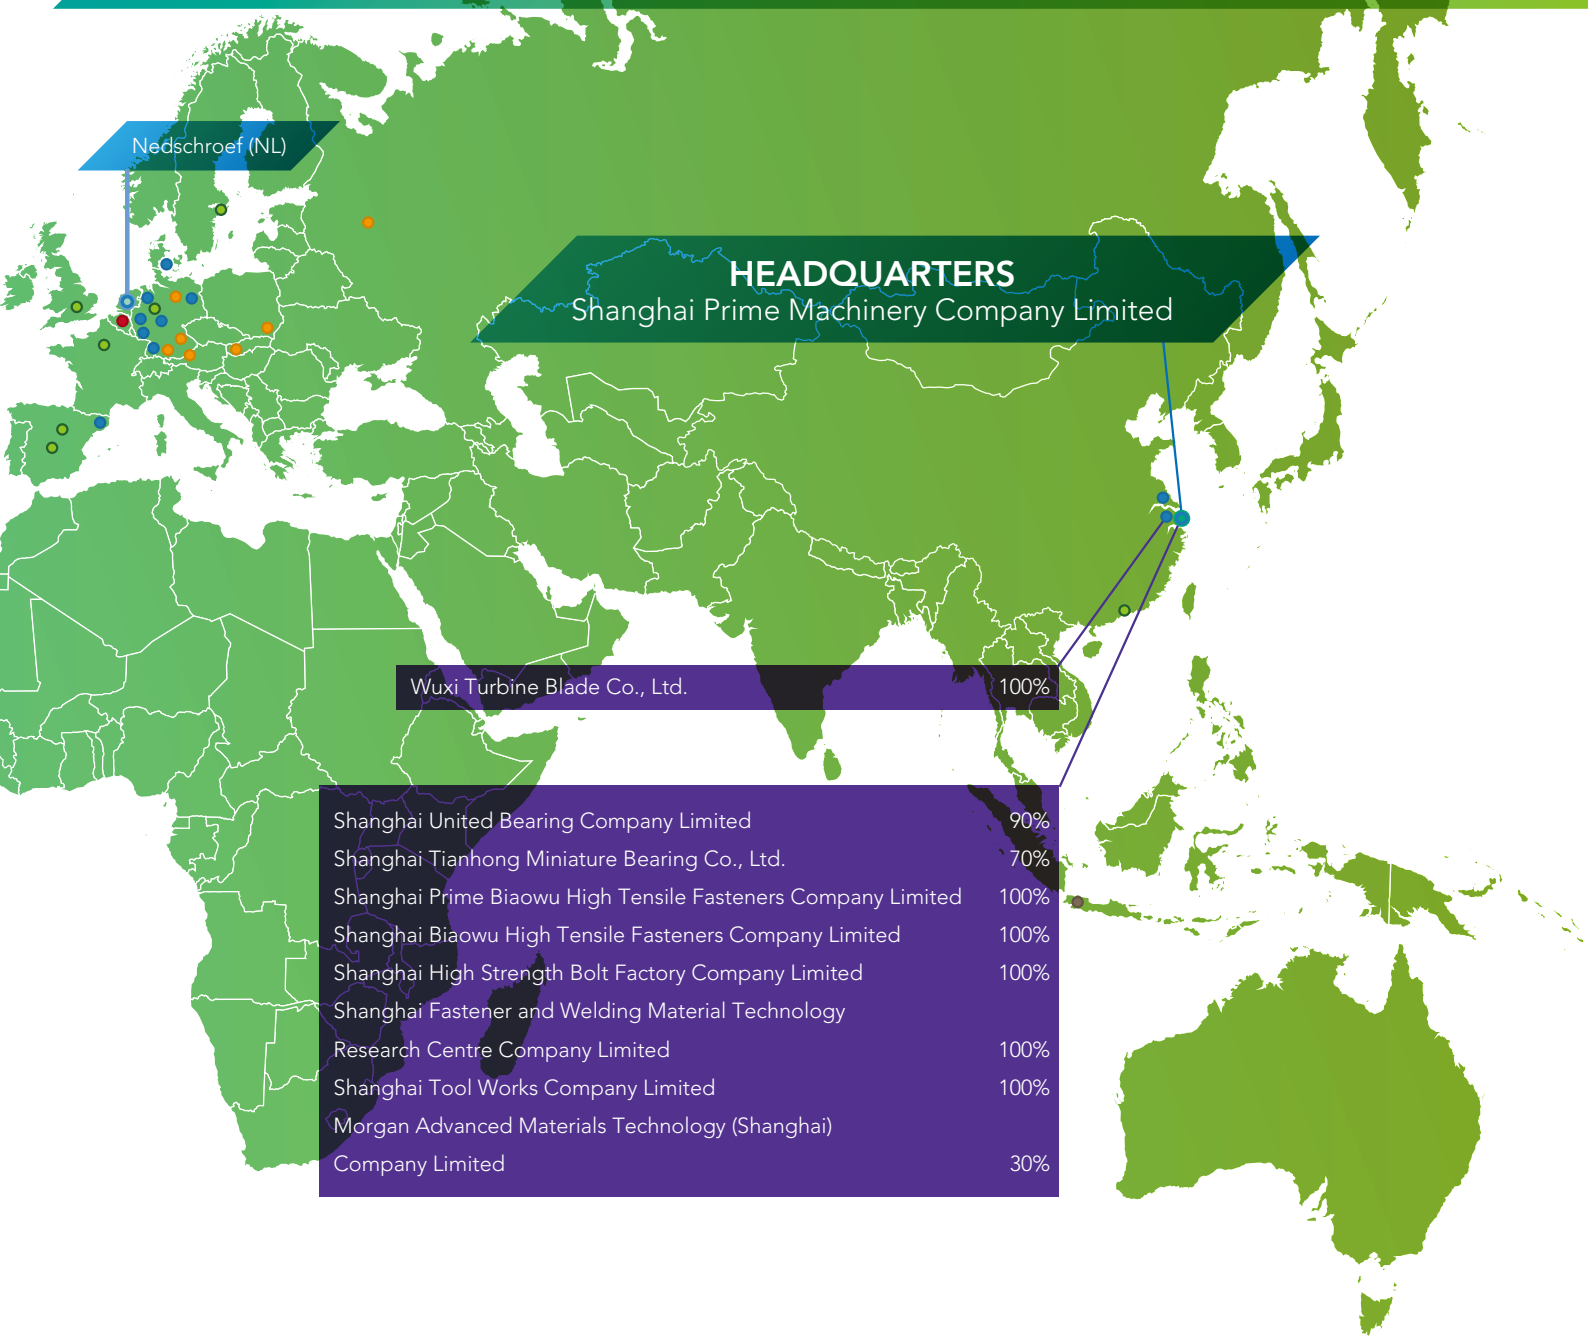 Nedschroef (NL)
HEADQUARTERS
Shanghai Prime Machinery Company Limited
Wuxi Turbine Blade Co., Ltd. 100%
Shanghai United Bearing Company Limited 90%
Shanghai Tianhong Miniature Bearing Co., Ltd. 70%
Shanghai Prime Biaowu High Tensile Fasteners Company Limited 100%
Shanghai Biaowu High Tensile Fasteners Company Limited 100%
Shanghai High Strength Bolt Factory Company Limited 100%
Shanghai Fastener and Welding Material Technology
Research Centre Company Limited 100%
Shanghai Tool Works Company Limited 100%
Morgan Advanced Materials Technology (Shanghai)
Company Limited 30%